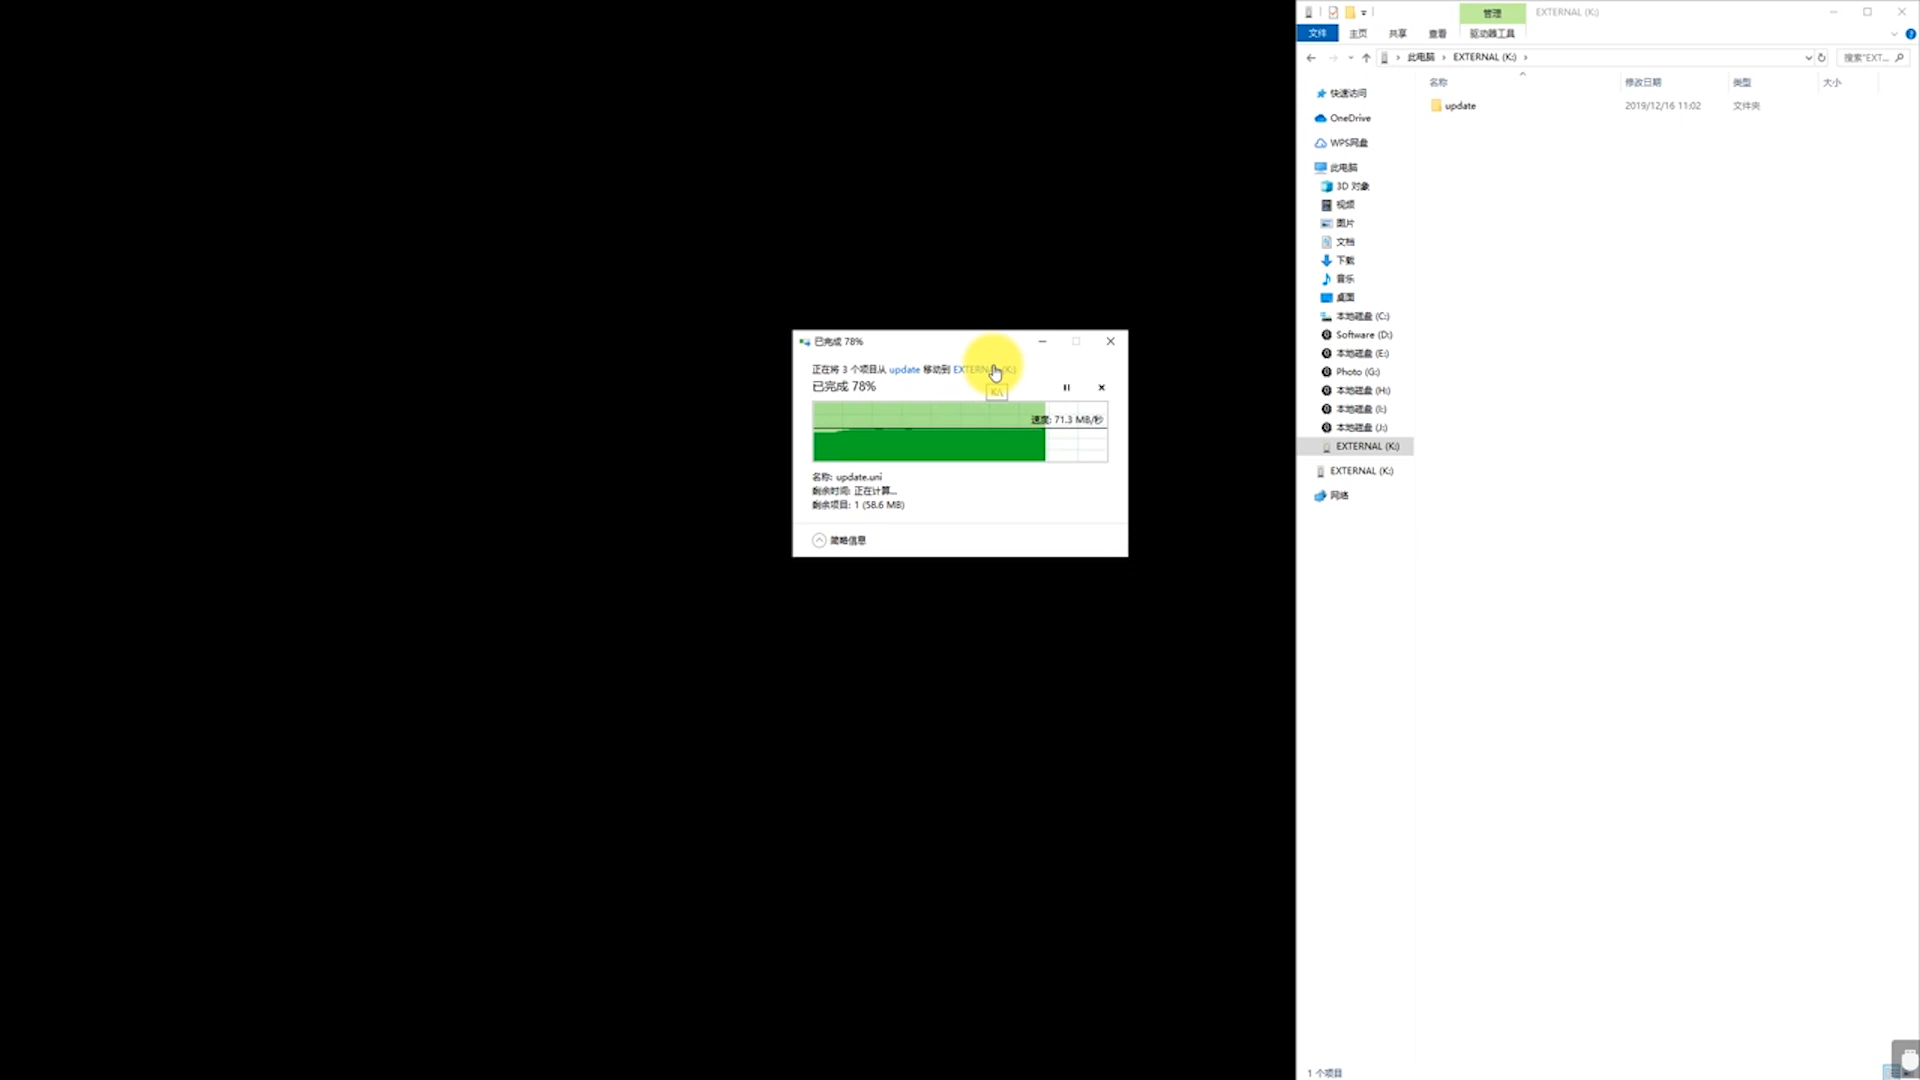 已完成 78%
正在将 3 个项目从 update 移动到 EXTERNAL (K:)
已完成 78%
K:\
速度: 71.3 MB/秒
名称: update.uni
剩余时间: 正在计算...
剩余项目: 1 (58.6 MB)
简略信息
管理
EXTERNAL (K:)
文件
主页
共享
查看
驱动器工具
此电脑
EXTERNAL (K:)
搜索"EXT...
名称
修改日期
类型
大小
update
2019/12/16 11:02
文件夹
快速访问
OneDrive
WPS网盘
此电脑
3D 对象
视频
图片
文档
下载
音乐
桌面
本地磁盘 (C:)
Software (D:)
本地磁盘 (E:)
Photo (G:)
本地磁盘 (H:)
本地磁盘 (I:)
本地磁盘 (J:)
EXTERNAL (K:)
EXTERNAL (K:)
网络
1 个项目